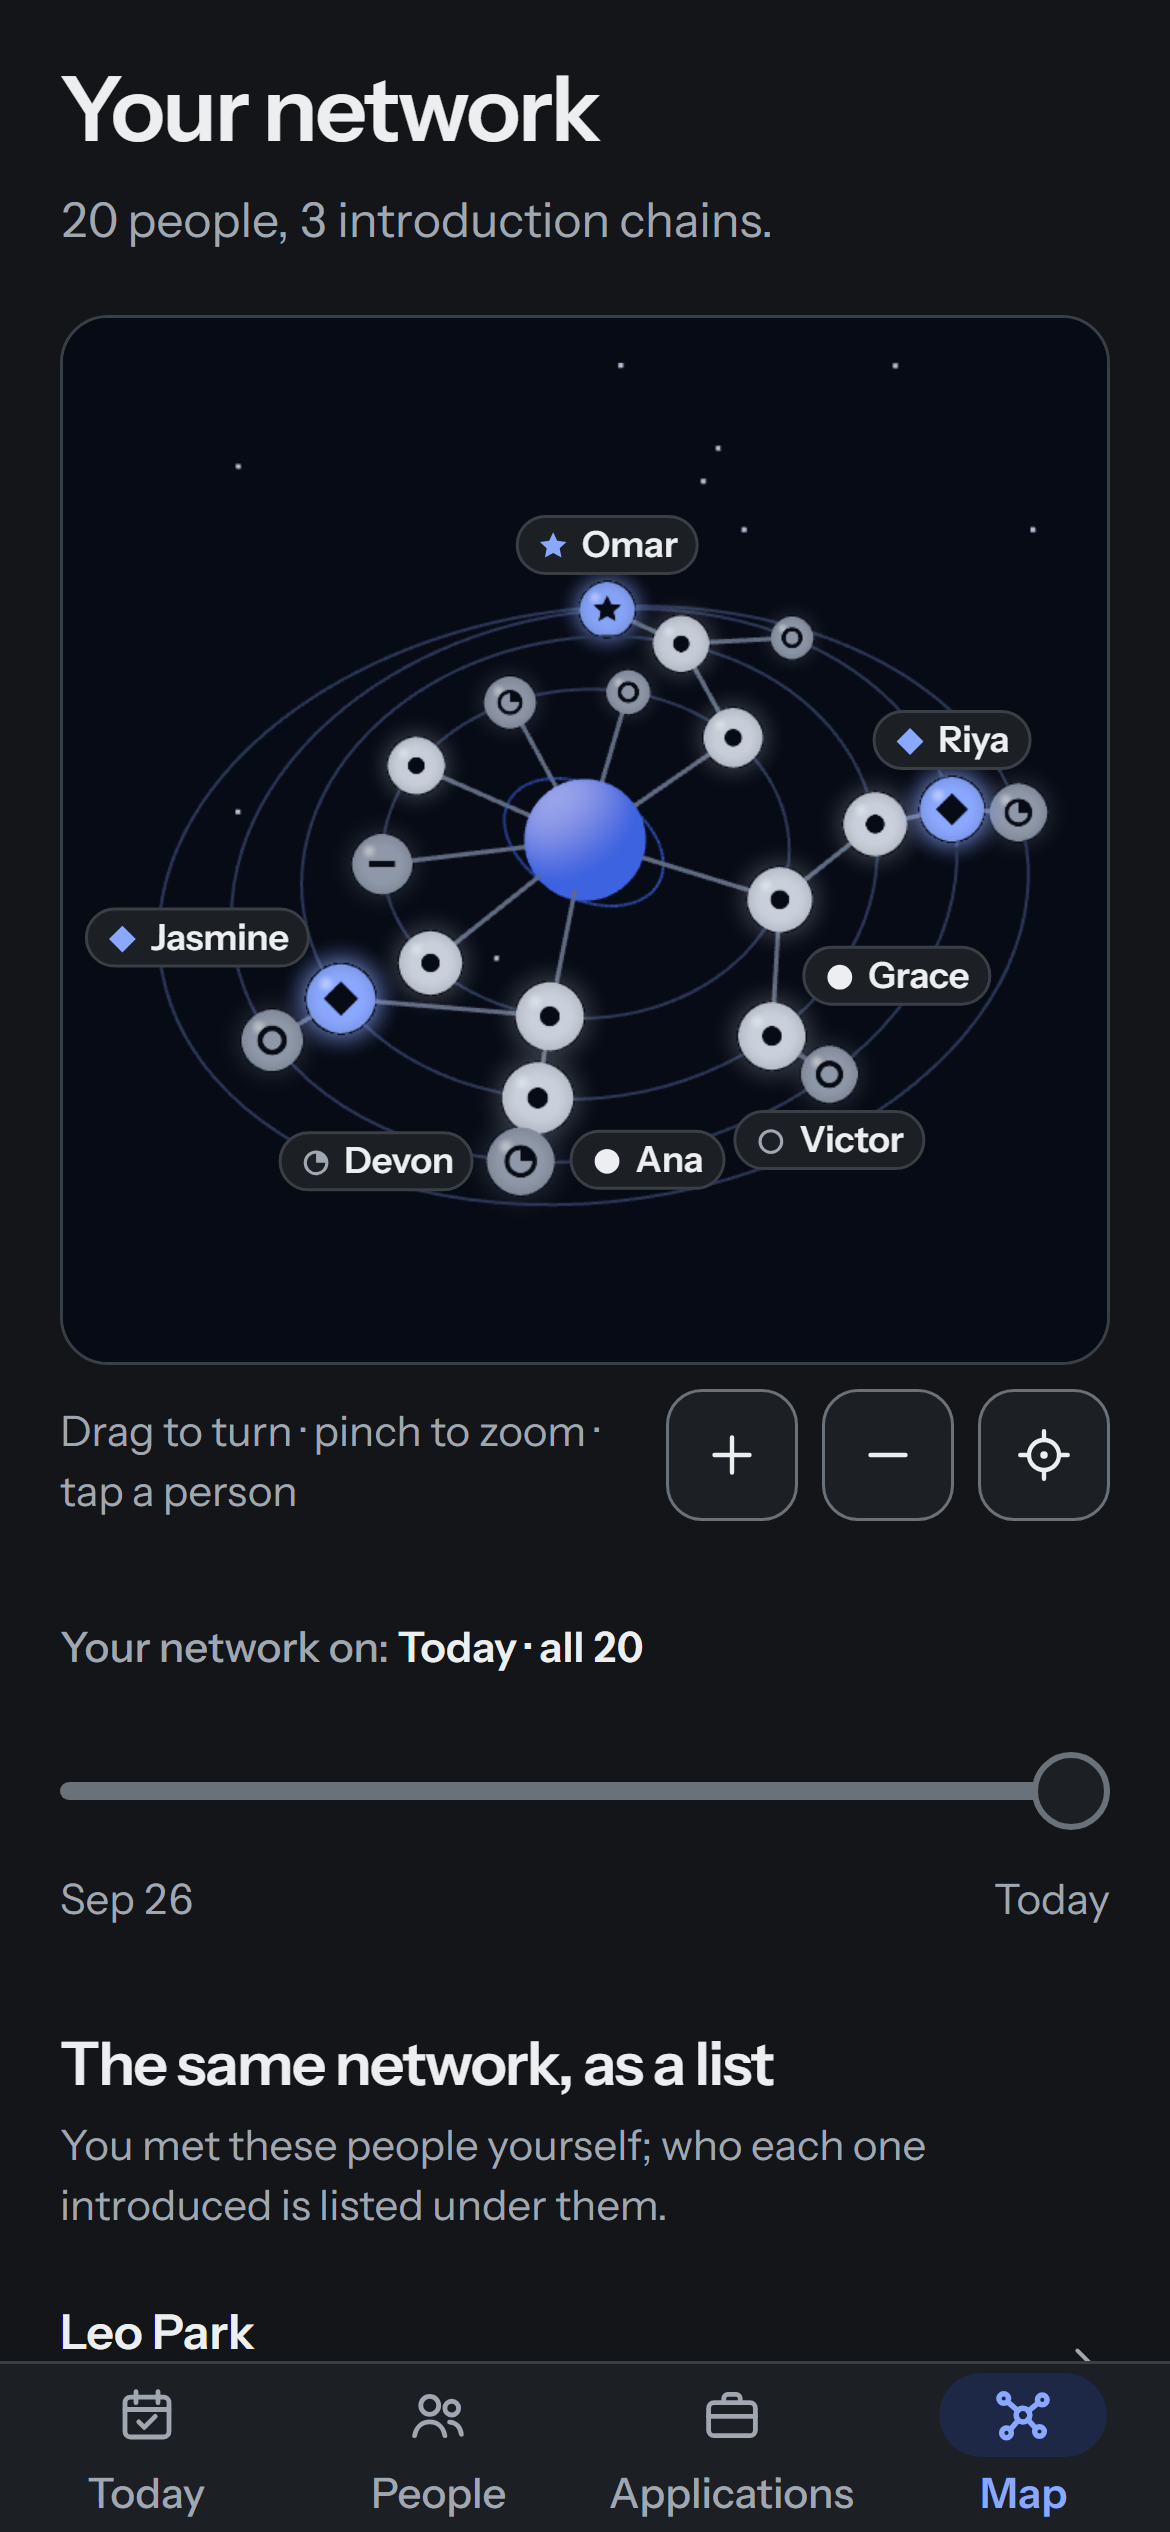 Your network
20 people, 3 introduction chains.
Omar
Riya
Jasmine
Grace
Victor
Devon
Ana
Drag to turn · pinch to zoom ·
tap a person
Your network on: Today · all 20
Sep 26
Today
The same network, as a list
You met these people yourself; who each one
introduced is listed under them.
Leo Park
Today
People
Applications
Map